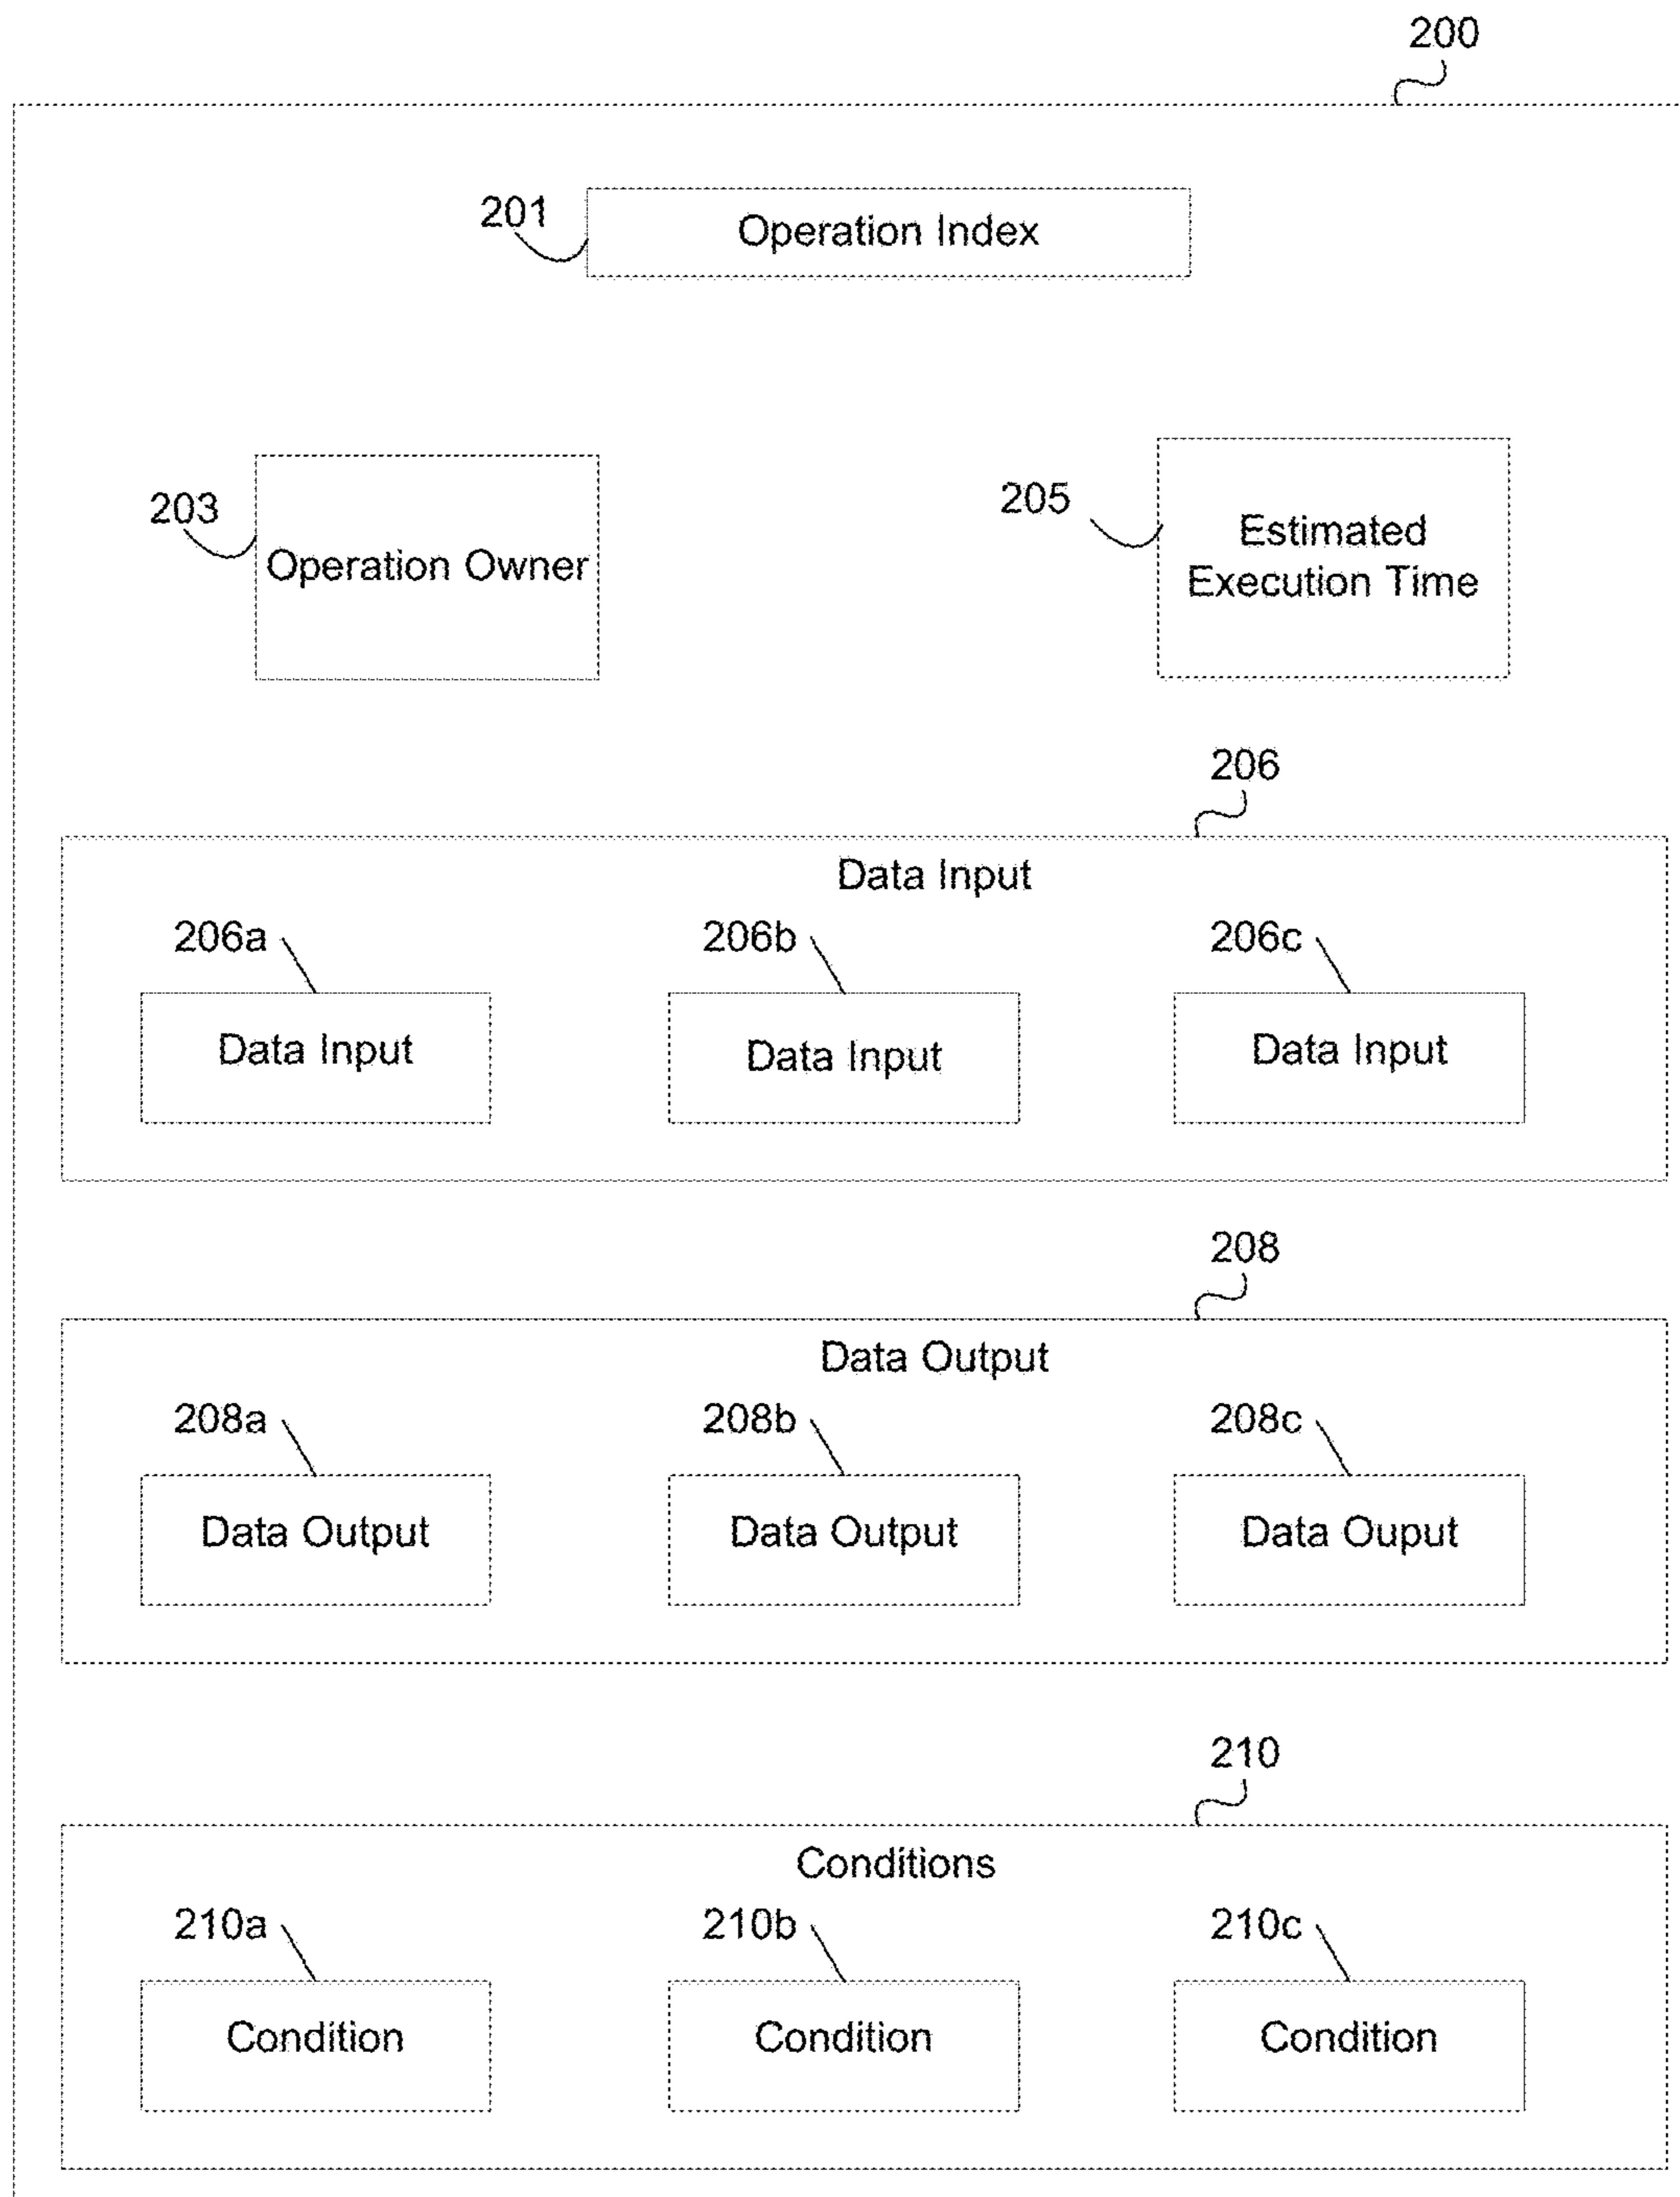 200
201
Operation Index
203
Operation Owner
205
Estimated
Execution Time
206
Data Input
206a
206b
206c
Data Input
Data Input
Data Input
208
Data Output
208a
208b
208c
Data Output
Data Output
Data Ouput
210
Conditions
210a
210b
210c
Condition
Condition
Condition